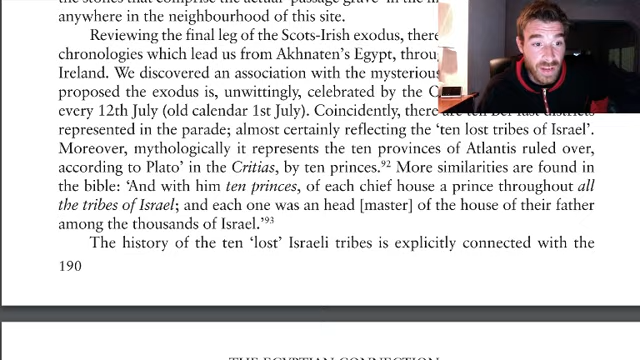 the stones that comprise the actual 'passage grave' in the
anywhere in the neighbourhood of this site.
Reviewing the final leg of the Scots-Irish exodus, there
chronologies which lead us from Akhnaten's Egypt, throu
Ireland. We discovered an association with the mysterious
proposed the exodus is, unwittingly, celebrated by the O
every 12th July (old calendar 1st July). Coincidently, there are ten Belfast districts
represented in the parade; almost certainly reflecting the 'ten lost tribes of Israel'.
Moreover, mythologically it represents the ten provinces of Atlantis ruled over,
according to Plato' in the Critias, by ten princes.92 More similarities are found in
the bible: 'And with him ten princes, of each chief house a prince throughout all
the tribes of Israel; and each one was an head [master] of the house of their father
among the thousands of Israel.'93
The history of the ten 'lost' Israeli tribes is explicitly connected with the
190
THE EGYPTIAN CONNECTION